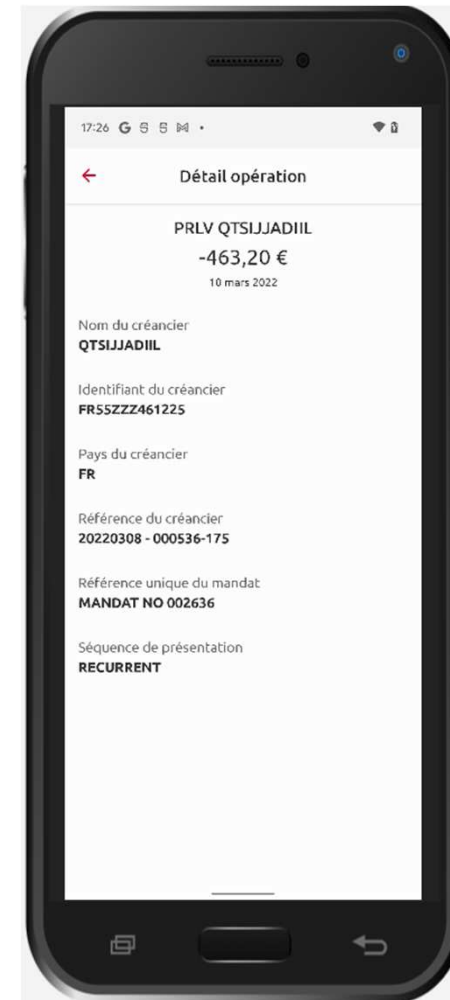 17:26
Détail opération
PRLV QTSIJJADIIL
-463,20 €
10 mars 2022
Nom du créancier
QTSIJJADIIL
Identifiant du créancier
FR55ZZZ461225
Pays du créancier
FR
Référence du créancier
20220308 - 000536-175
Référence unique du mandat
MANDAT NO 002636
Séquence de présentation
RECURRENT